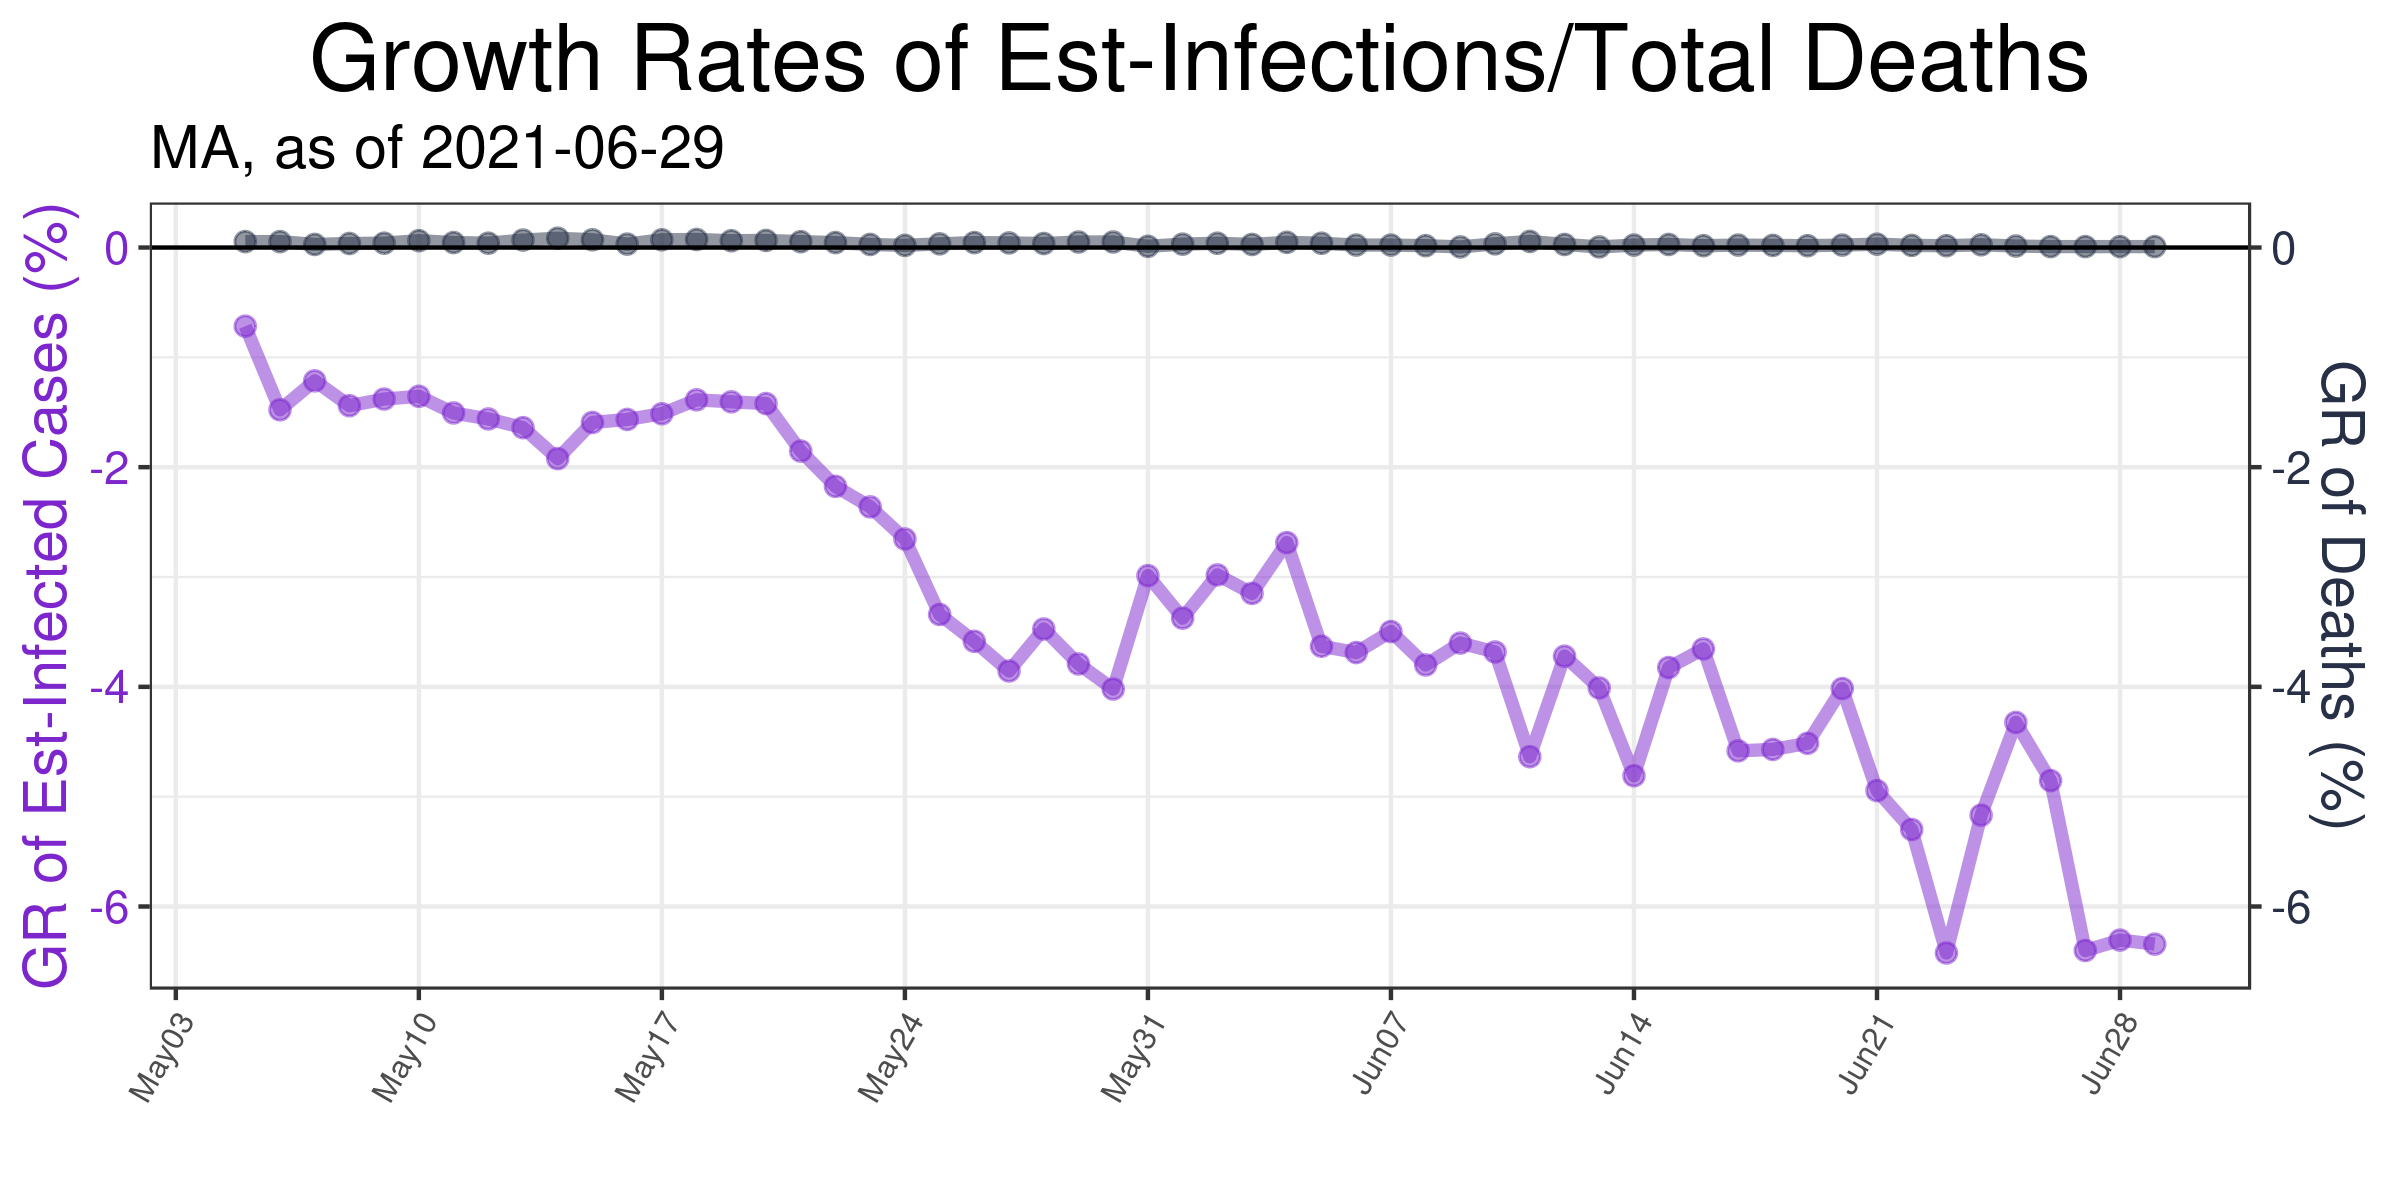 Growth Rates of Est-Infections/Total Deaths
MA, as of 2021-06-29
GR of Est-Infected Cases (%)
0
-2
-4
-6
0
-2
-4
-6
GR of Deaths (%)
May03
May10
May17
May24
May31
Jun07
Jun14
Jun21
Jun28